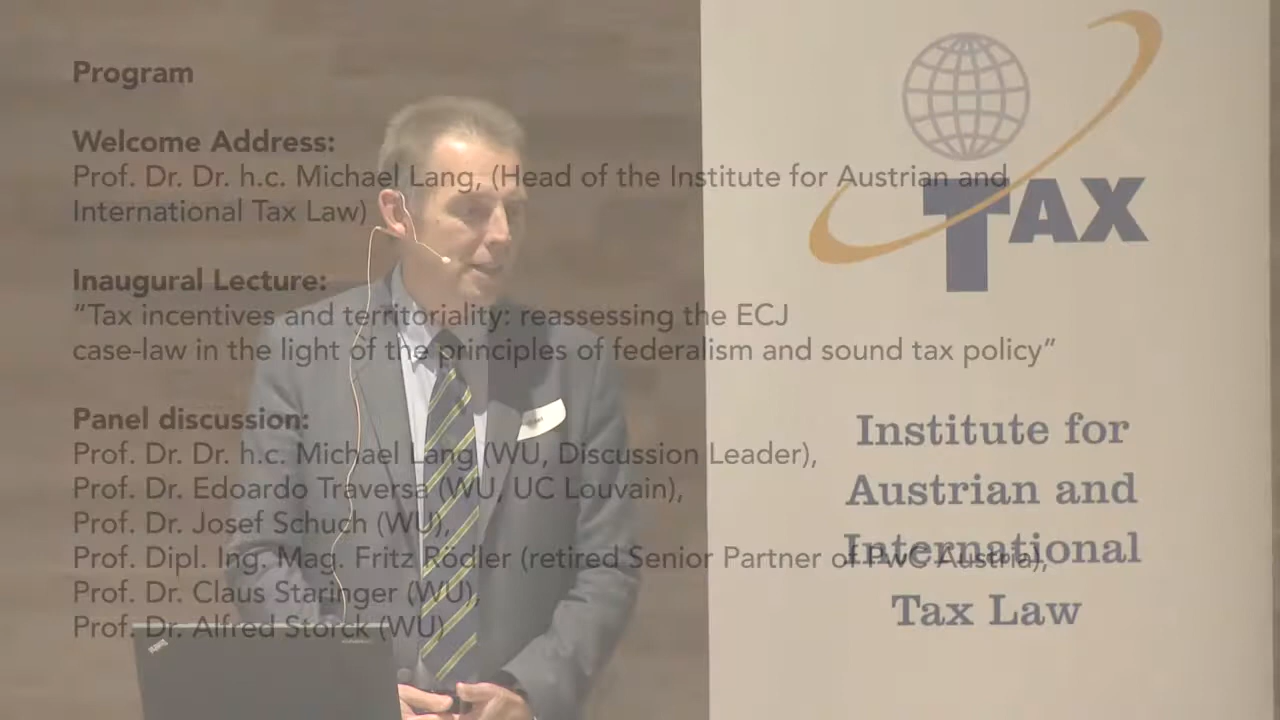 Program
Welcome Address:
Prof. Dr. Dr. h.c. Michael Lang, (Head of the Institute for Austrian and
International Tax Law)
Inaugural Lecture:
“Tax incentives and territoriality: reassessing the ECJ
case-law in the light of the principles of federalism and sound tax policy”
Panel discussion:
Prof. Dr. Dr. h.c. Michael Lang (WU, Discussion Leader),
Prof. Dr. Edoardo Traversa (WU, UC Louvain),
Prof. Dr. Josef Schuch (WU),
Prof. Dipl. Ing. Mag. Fritz Rödler (retired Senior Partner of PwC Austria),
Prof. Dr. Claus Staringer (WU),
Prof. Dr. Alfred Storck (WU)
TAX
Institute for
Austrian and
International
Tax Law